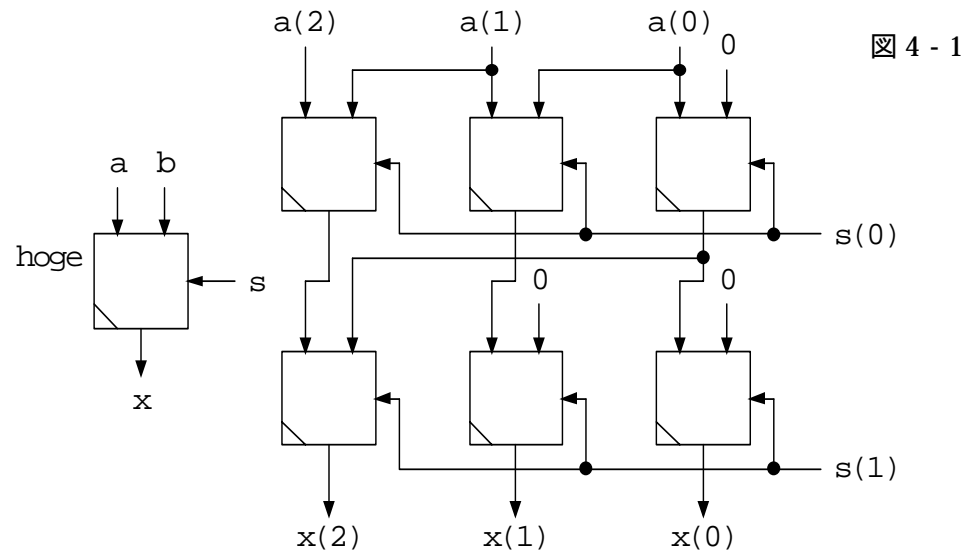 a(2) a(1) a(0) 0
図 4 - 1
a b
hoge
s
x
s(0)
0 0
s(1)
x(2) x(1) x(0)